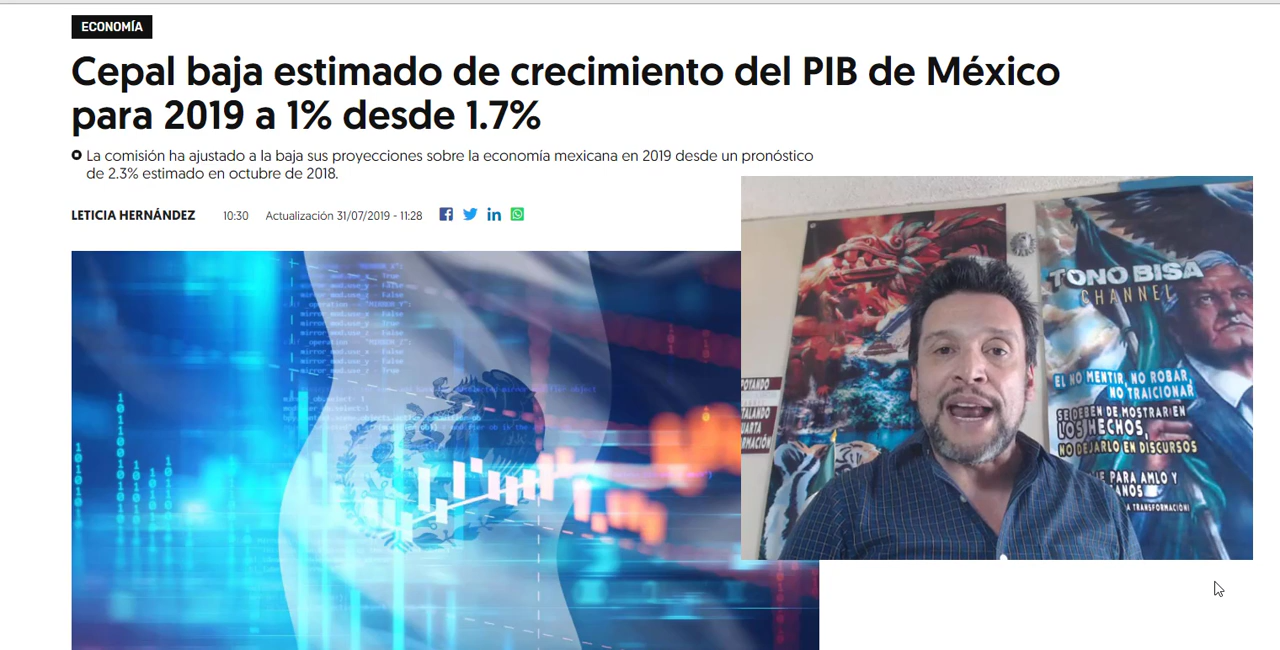 ECONOMÍA
Cepal baja estimado de crecimiento del PIB de México
para 2019 a 1% desde 1.7%
La comisión ha ajustado a la baja sus proyecciones sobre la economía mexicana en 2019 desde un pronóstico
de 2.3% estimado en octubre de 2018.
LETICIA HERNÁNDEZ 10:30 Actualización 31/07/2019 - 11:28
TONO BISA
CHANNEL
EL NO MENTIR, NO ROBAR,
NO TRAICIONAR
SE DEBEN DE MOSTRAR EN
LOS HECHOS,
NO DEJARLO EN DISCURSOS
PARA AMLO Y